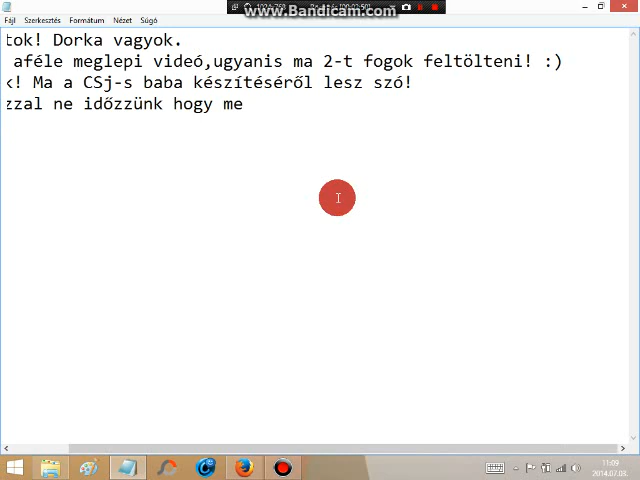 www.Bandicam.com
Fájl Szerkesztés Formátum Nézet Súgó
tok! Dorka vagyok.
aféle meglepi videó,ugyanis ma 2-t fogok feltölteni! :)
k! Ma a CSj-s baba készítéséről lesz szó!
zzal ne időzzünk hogy me
11:09
2014.07.03.